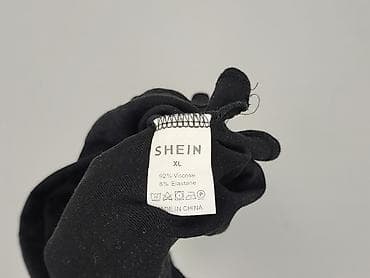 SHEIN
XL
92% Viscose
8% Elastane
MADE IN CHINA